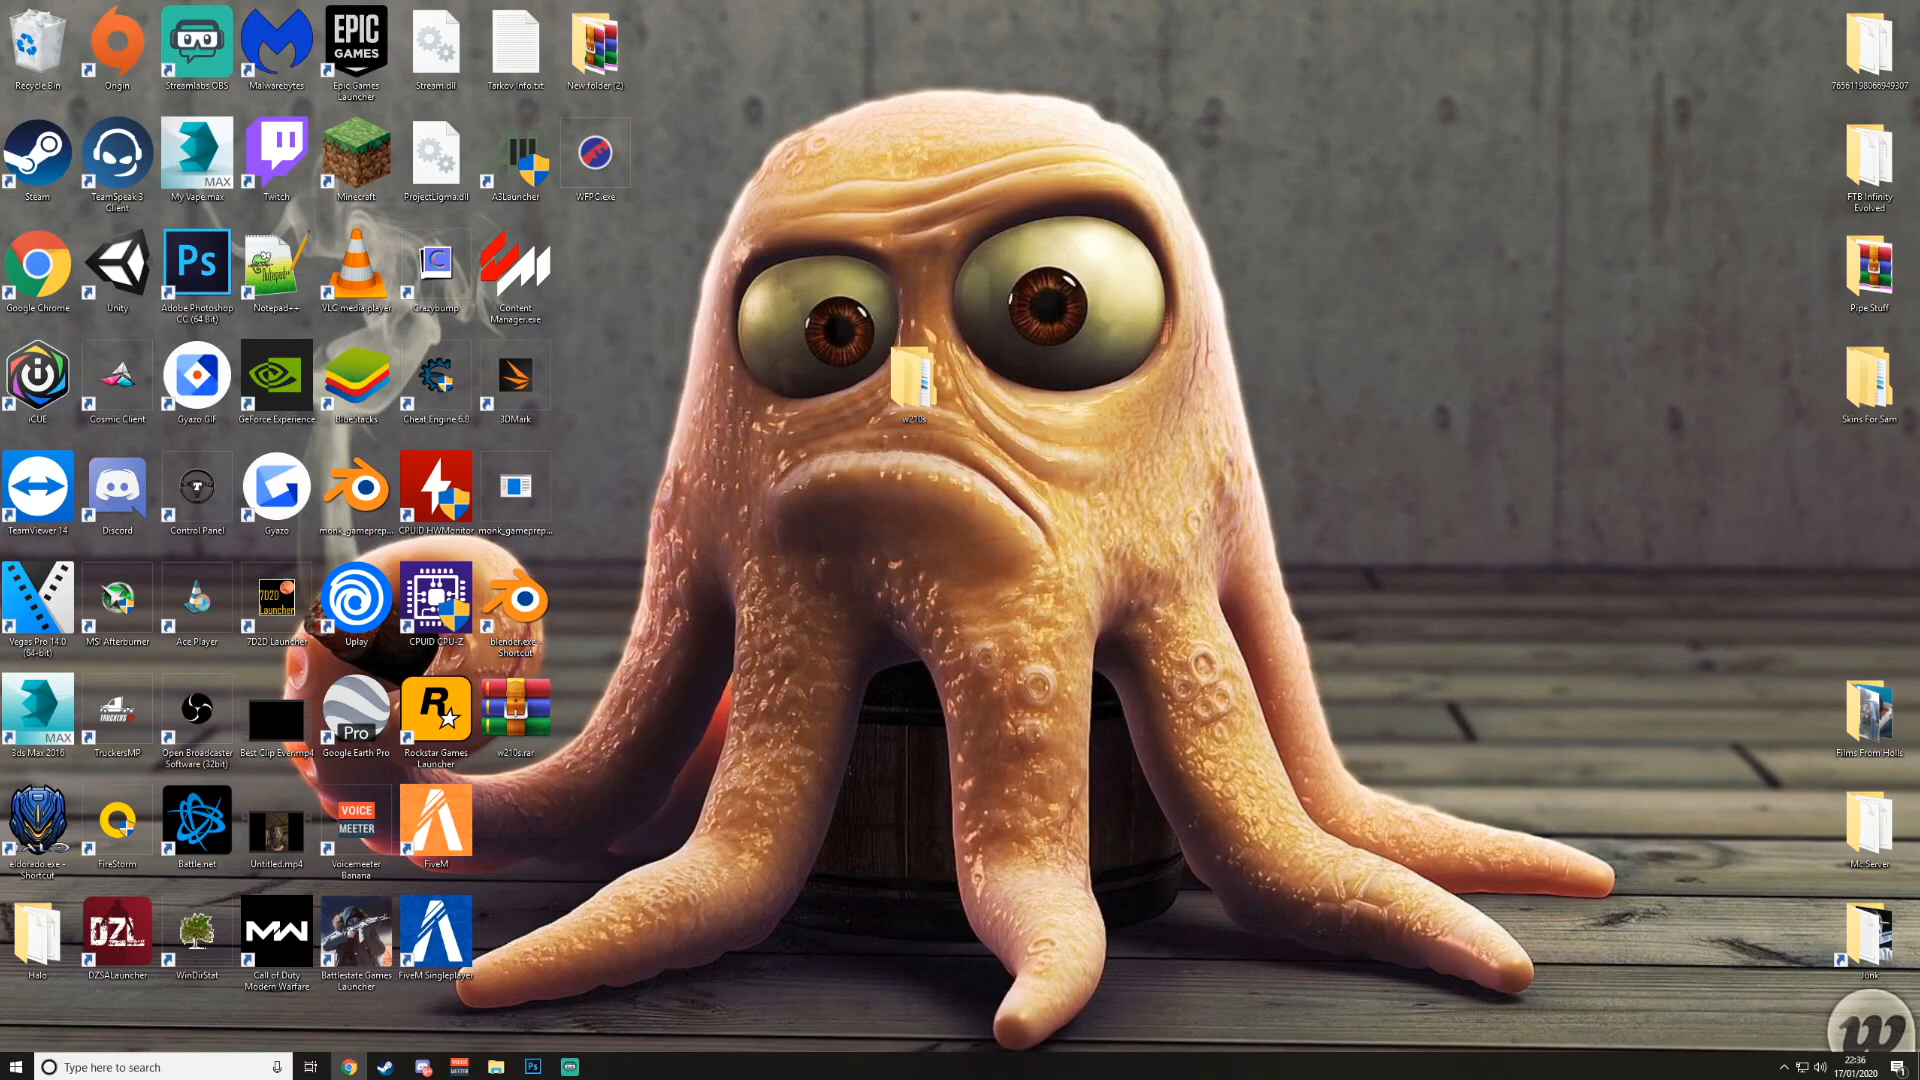 Recycle Bin
Origin
Streamlabs OBS
Malwarebytes
EPIC
GAMES
Epic Games
Launcher
Stream.dll
Tarkov Info.txt
New folder (2)
76561198066949307
Steam
TeamSpeak 3
Client
MAX
My Vape.max
Twitch
Minecraft
ProjectLigma.dll
A3Launcher
WFPC.exe
FTB Infinity
Evolved
Google Chrome
Unity
Ps
Adobe Photoshop
CC (64 Bit)
Notepad++
VLC media player
C
Crazybump
Content
Manager.exe
Pipe Stuff
iCUE
Cosmic Client
Gyazo GIF
GeForce Experience
BlueStacks
Cheat Engine 6.8
3DMark
w210s
Skins For Sam
TeamViewer 14
Discord
T
Control Panel
Gyazo
monk_gameprep...
CPUID HWMonitor
monk_gameprep...
Vegas Pro 14.0
(64-bit)
MSI Afterburner
Ace Player
7D2D
Launcher
7D2D Launcher
Uplay
CPUID CPU-Z
blender.exe -
Shortcut
MAX
3ds Max 2016
TRUCKERSMP
TruckersMP
Open Broadcaster
Software (32bit)
Best Clip Ever.mp4
Pro
Google Earth Pro
R
Rockstar Games
Launcher
w210s.rar
Films From Holls
eldorado.exe -
Shortcut
FireStorm
Battle.net
Untitled.mp4
VOICE
MEETER
Voicemeeter
Banana
FiveM
Mc Server
Halo
DZL
DZSALauncher
WinDirStat
MW
Call of Duty
Modern Warfare
Battlestate Games
Launcher
FiveM Singleplayer
Junk
w
Type here to search
9+
VOICE
MEETER
Ps
22:36
17/01/2020
1